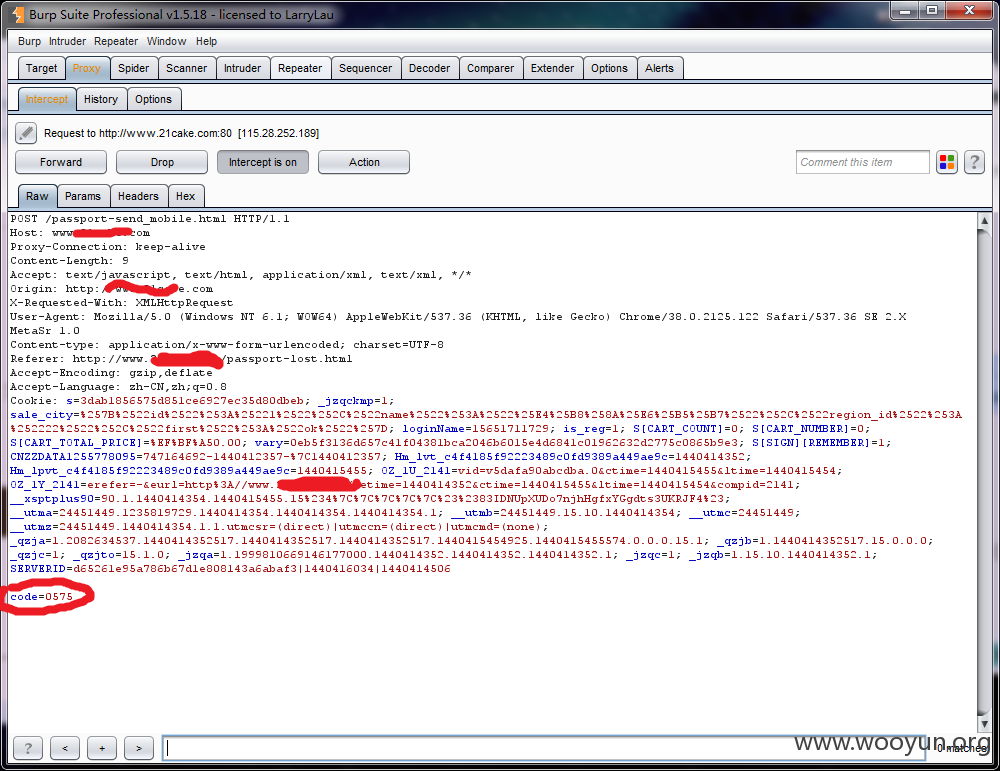 Burp Suite Professional v1.5.18 - licensed to LarryLau
Burp Intruder Repeater Window Help
Target Proxy Spider Scanner Intruder Repeater Sequencer Decoder Comparer Extender Options Alerts
Intercept History Options
Request to http://www.21cake.com:80 [115.28.252.189]
Forward Drop Intercept is on Action Comment this item ?
Raw Params Headers Hex
POST /passport-send_mobile.html HTTP/1.1
Host: www com
Proxy-Connection: keep-alive
Content-Length: 9
Accept: text/javascript, text/html, application/xml, text/xml, */*
Origin: http:/ e.com
X-Requested-With: XMLHttpRequest
User-Agent: Mozilla/5.0 (Windows NT 6.1; WOW64) AppleWebKit/537.36 (KHTML, like Gecko) Chrome/38.0.2125.122 Safari/537.36 SE 2.X
MetaSr 1.0
Content-type: application/x-www-form-urlencoded; charset=UTF-8
Referer: http://www. /passport-lost.html
Accept-Encoding: gzip,deflate
Accept-Language: zh-CN,zh;q=0.8
Cookie: s=3dab1856575d851ce6927ec35d80dbeb; _jzqckmp=1;
sale_city=%257B%2522id%2522%253A%25221%2522%252C%2522name%2522%253A%2522%25E4%25B8%258A%25E6%25B5%25B7%2522%252C%2522region_id%2522%253A
%252222%2522%252C%2522first%2522%253A%2522ok%2522%257D; loginName=15651711729; is_reg=1; S[CART_COUNT]=0; S[CART_NUMBER]=0;
S[CART_TOTAL_PRICE]=%EF%BF%A50.00; vary=0eb5f3136d657c41f04381bca2046b6015e4d6841c01962632d2775c0865b9e3; S[SIGN][REMEMBER]=1;
CNZZDATA1255778095=747164692-1440412357-%7C1440412357; Hm_lvt_c4f4185f92223489c0fd9389a449ae9c=1440414352;
Hm_lpvt_c4f4185f92223489c0fd9389a449ae9c=1440415455; OZ_1U_2141=vid=v5dafa90abcdba.0&ctime=1440415455&ltime=1440415454;
OZ_1Y_2141=erefer=-&eurl=http%3A//www. etime=1440414352&ctime=1440415455&ltime=1440415454&compid=2141;
__xsptplus90=90.1.1440414354.1440415455.15%234%7C%7C%7C%7C%7C%23%2383IDNUpXUDo7njhHgfxYGgdts3UKRJF4%23;
__utma=24451449.1235819729.1440414354.1440414354.1440414354.1; __utmb=24451449.15.10.1440414354; __utmc=24451449;
__utmz=24451449.1440414354.1.1.utmcsr=(direct)|utmccn=(direct)|utmcmd=(none);
_qzja=1.2082634537.1440414352517.1440414352517.1440414352517.1440415454925.1440415455574.0.0.0.15.1; _qzjb=1.1440414352517.15.0.0.0;
_qzjc=1; _qzjto=15.1.0; _jzqa=1.1999810669146177000.1440414352.1440414352.1440414352.1; _jzqc=1; _jzqb=1.15.10.1440414352.1;
SERVERID=d65261e95a786b67d1e808143a6abaf3|1440416034|1440414506
code=0575
? < + > 0 matches
www.wooyun.org